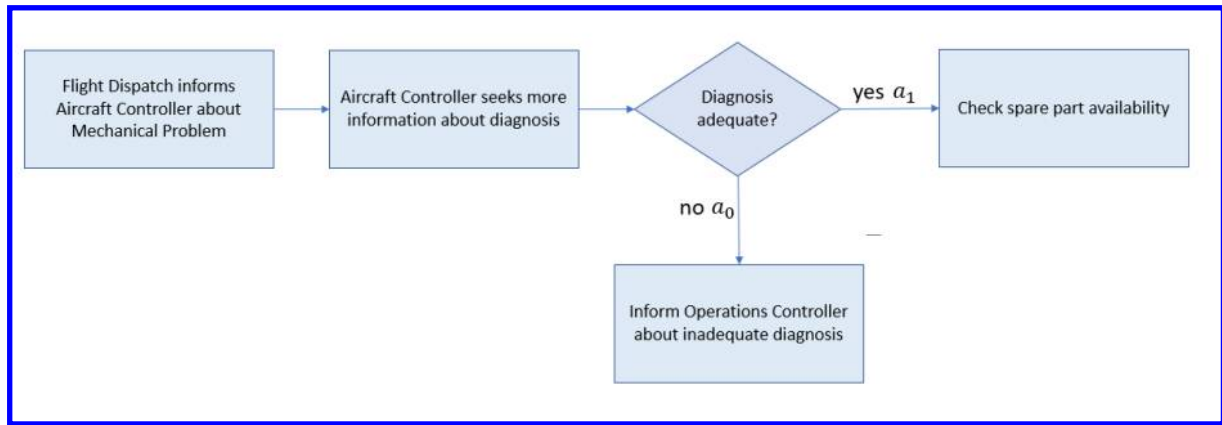 Flight Dispatch informs
Aircraft Controller about
Mechanical Problem
Aircraft Controller seeks more
information about diagnosis
Diagnosis
adequate?
yes a₁
Check spare part availability
no a₀
Inform Operations Controller
about inadequate diagnosis